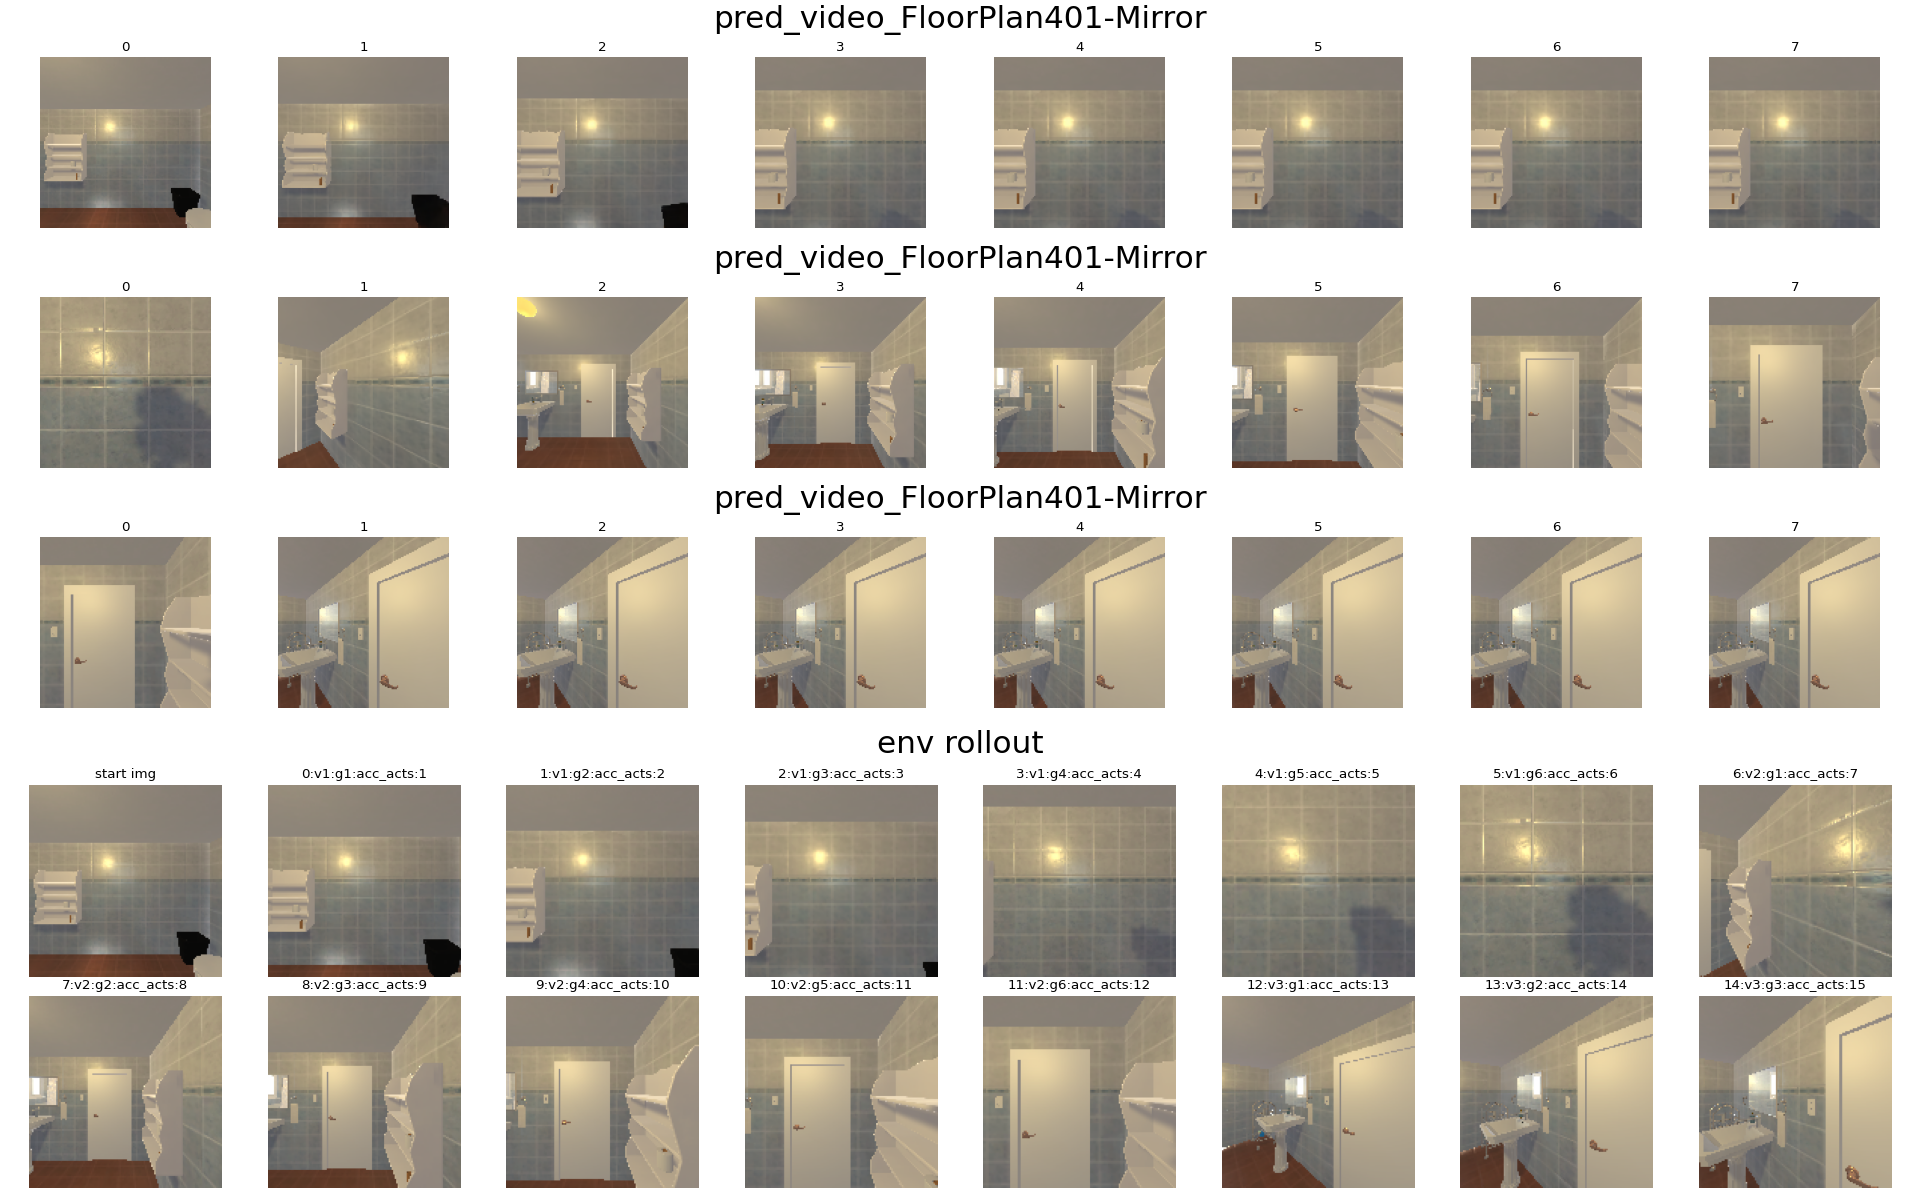 pred_video_FloorPlan401-Mirror
0 1 2 3 4 5 6 7
pred_video_FloorPlan401-Mirror
0 1 2 3 4 5 6 7
pred_video_FloorPlan401-Mirror
0 1 2 3 4 5 6 7
env rollout
start img 0:v1:g1:acc_acts:1 1:v1:g2:acc_acts:2 2:v1:g3:acc_acts:3 3:v1:g4:acc_acts:4 4:v1:g5:acc_acts:5 5:v1:g6:acc_acts:6 6:v2:g1:acc_acts:7
7:v2:g2:acc_acts:8 8:v2:g3:acc_acts:9 9:v2:g4:acc_acts:10 10:v2:g5:acc_acts:11 11:v2:g6:acc_acts:12 12:v3:g1:acc_acts:13 13:v3:g2:acc_acts:14 14:v3:g3:acc_acts:15